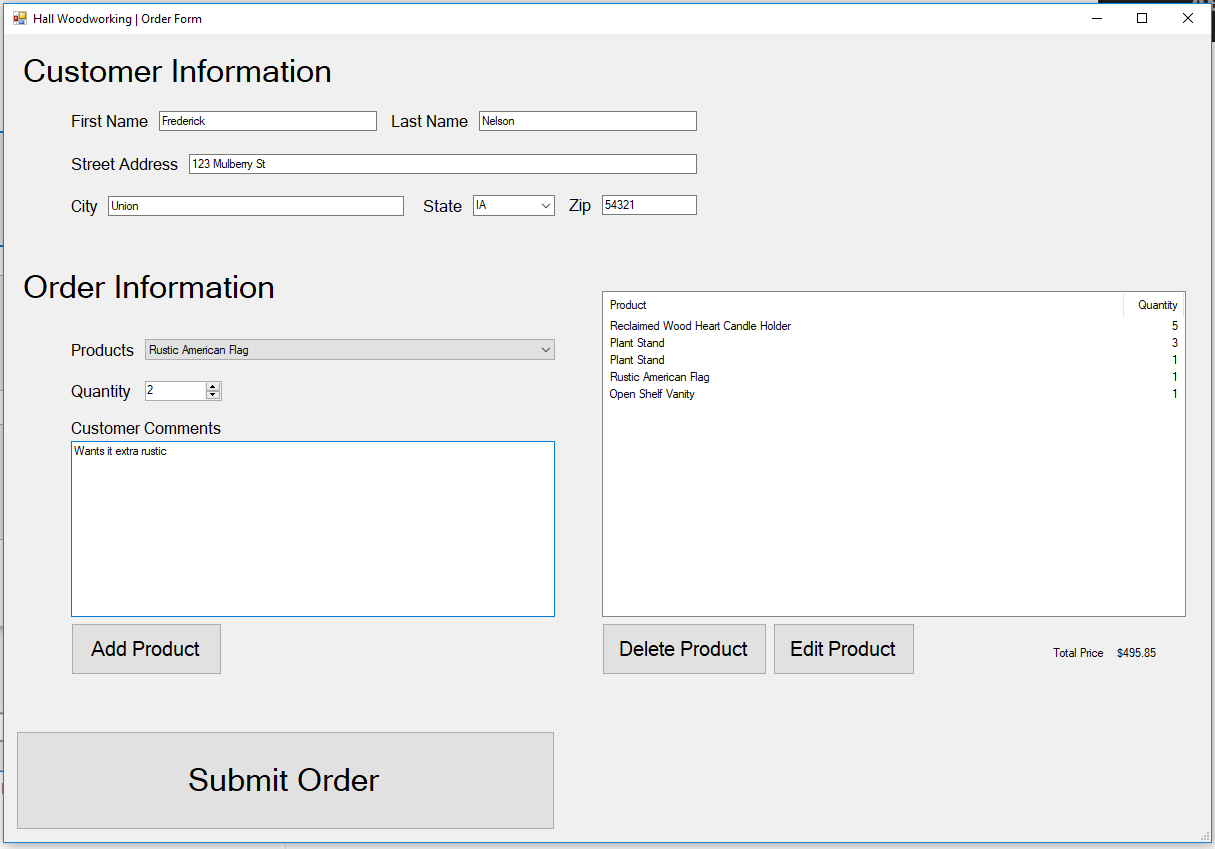 Hall Woodworking | Order Form
Customer Information
First Name Frederick Last Name Nelson
Street Address 123 Mulberry St
City Union State IA Zip 54321
Order Information
Products Rustic American Flag
Quantity 2
Customer Comments
Wants it extra rustic
Add Product
Product Quantity
Reclaimed Wood Heart Candle Holder 5
Plant Stand 3
Plant Stand 1
Rustic American Flag 1
Open Shelf Vanity 1
Delete Product Edit Product Total Price $495.85
Submit Order